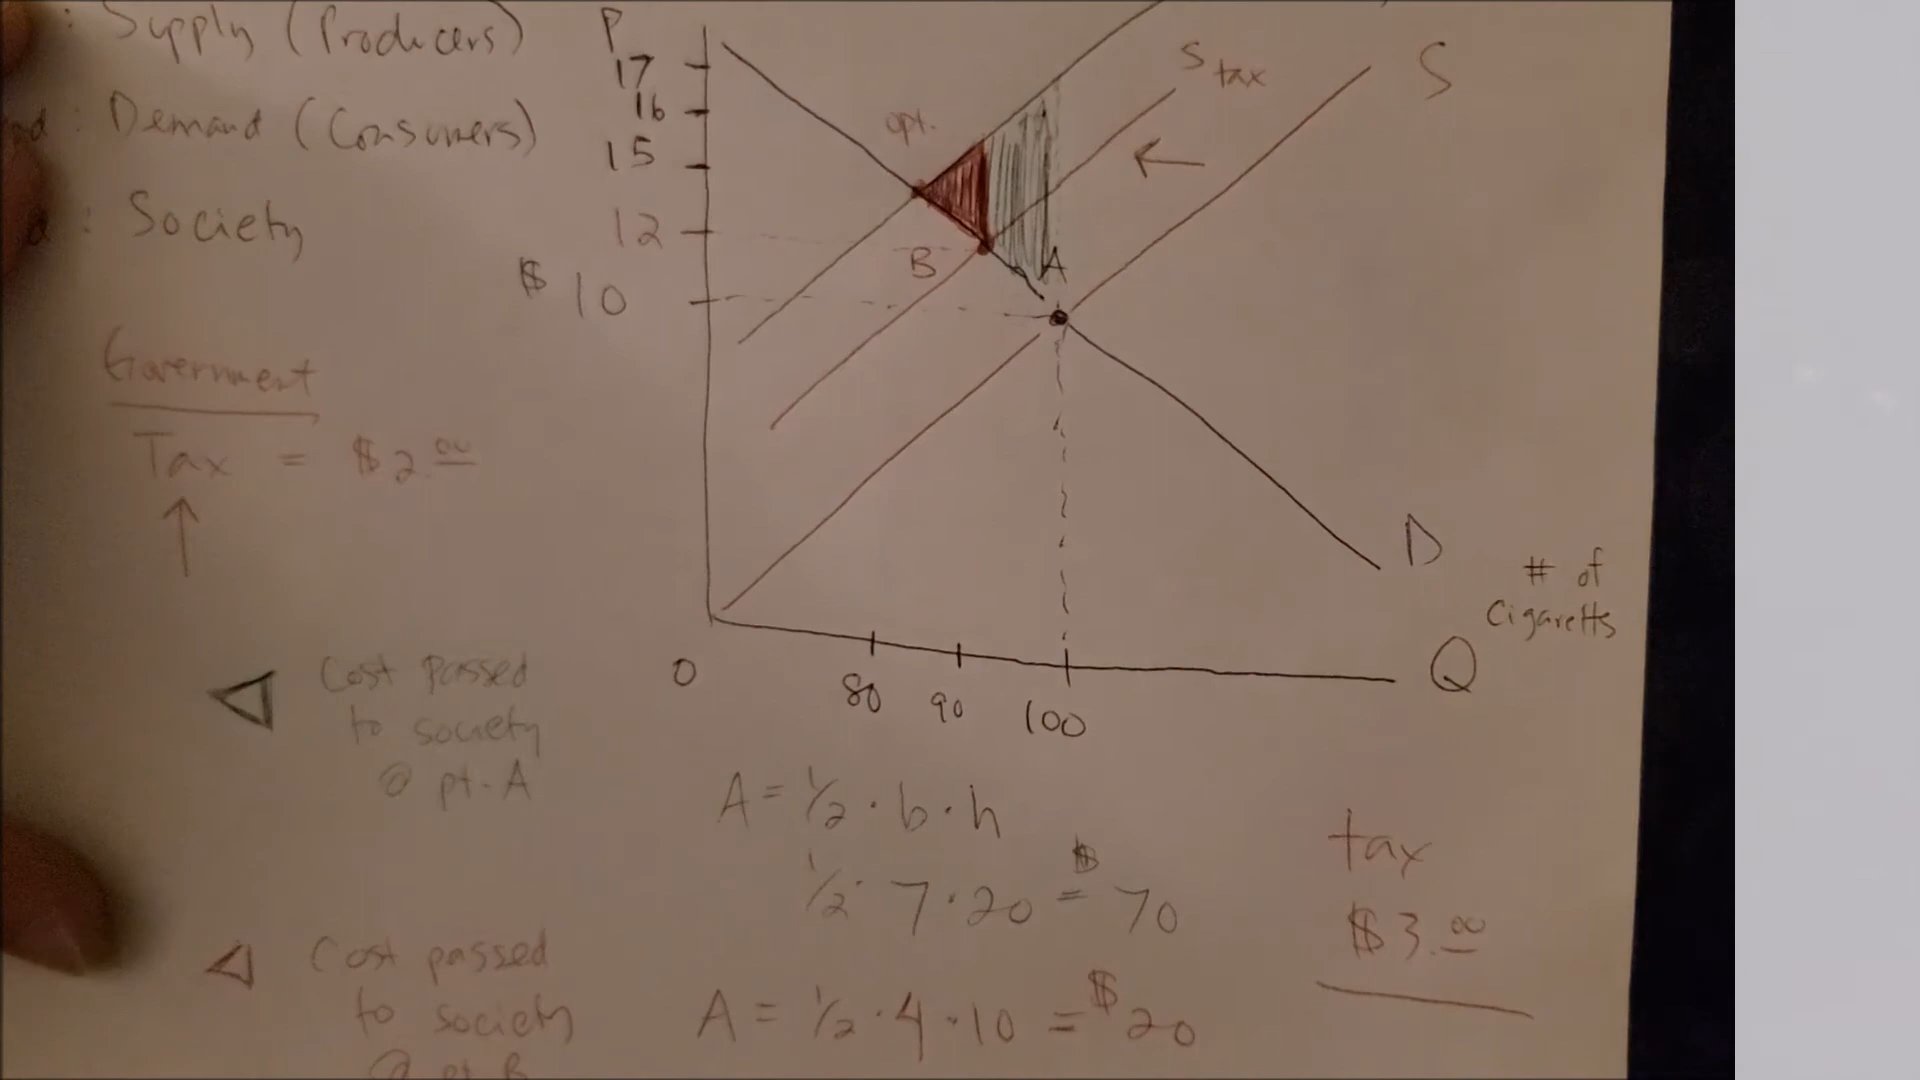 : Supply (Producers)
: Demand (Consumers)
: Society
Government
Tax = $2.00
Cost passed
to society
@ pt. A
Cost passed
to society
@ pt. B
P
17
16
15
12
$ 10
0
80
90
100
opt.
B
A
S tax
S
D
# of
Cigaretts
Q
A = 1/2 · b · h
1/2 · 7 · 20 = $ 70
A = 1/2 · 4 · 10 = $ 20
tax
$3.00